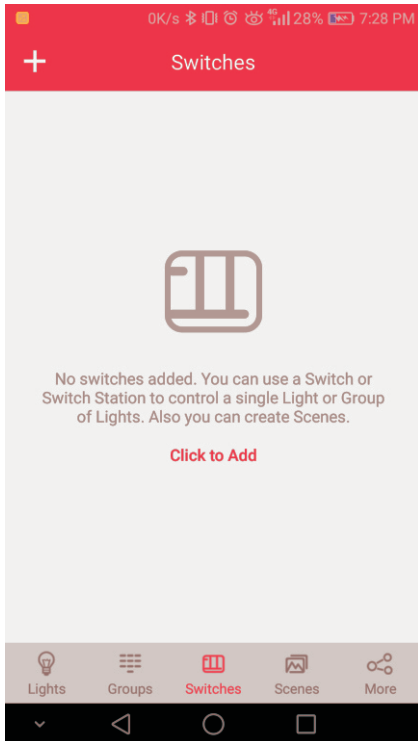 0K/s 4G 28% 7:28 PM
Switches
No switches added. You can use a Switch or
Switch Station to control a single Light or Group
of Lights. Also you can create Scenes.
Click to Add
Lights Groups Switches Scenes More